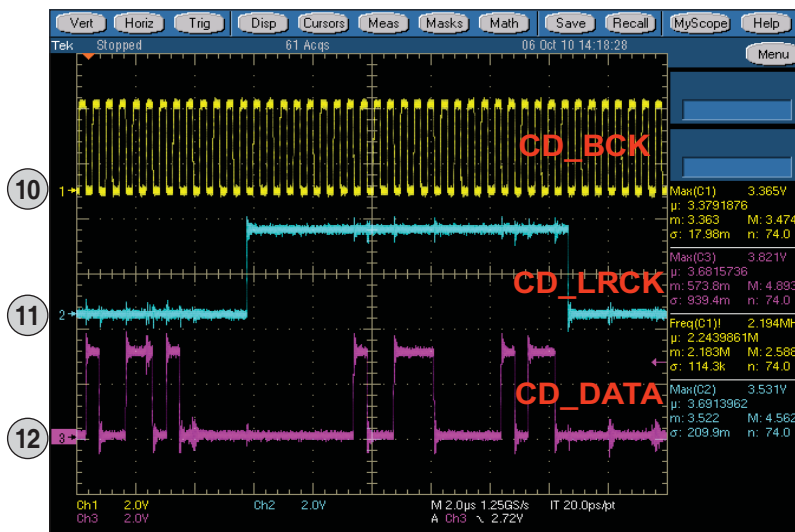 Vert Horiz Trig Disp Cursors Meas Masks Math Save Recall MyScope Help
Tek Stopped 61 Acqs 06 Oct 10 14:18:28
Menu
CD_BCK
10
1
Max(C1) 3.365V
µ: 3.3791876
m: 3.363 M: 3.474
σ: 17.98m n: 74.0
Max(C3) 3.821V
µ: 3.6815736
m: 573.8m M: 4.893
σ: 939.4m n: 74.0
CD_LRCK
11
2
Freq(C1)! 2.194MH
µ: 2.2439861M
m: 2.183M M: 2.588
σ: 114.3k n: 74.0
CD_DATA
12
3
Max(C2) 3.531V
µ: 3.6913962
m: 3.522 M: 4.562
σ: 209.9m n: 74.0
Ch1 2.0V Ch2 2.0V M 2.0µs 1.25GS/s IT 20.0ps/pt
Ch3 2.0V A Ch3 ∖ 2.72V